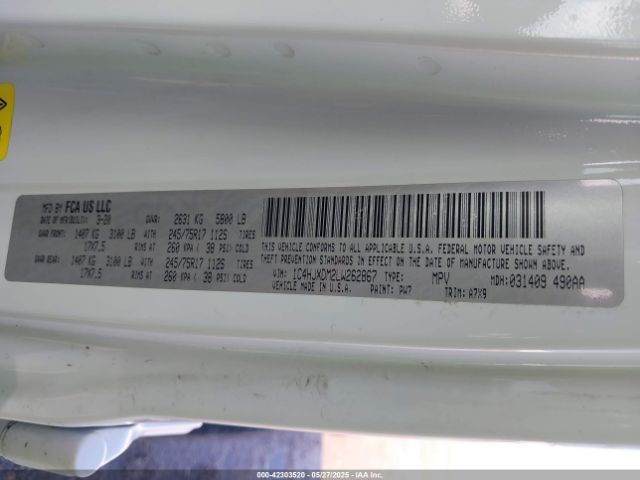 MFD BY FCA US LLC
DATE OF MFR(BUILT): 3-20 GVWR: 2631 KG 5800 LB
GAWR FRONT: 1407 KG 3100 LB WITH 245/75R17 112S TIRES
17X7.5 RIMS AT 260 KPA ( 38 PSI) COLD
GAWR REAR: 1407 KG 3100 LB WITH 245/75R17 112S TIRES
17X7.5 RIMS AT 260 KPA ( 38 PSI) COLD
THIS VEHICLE CONFORMS TO ALL APPLICABLE U.S.A. FEDERAL MOTOR VEHICLE SAFETY AND
THEFT PREVENTION STANDARDS IN EFFECT ON THE DATE OF MANUFACTURE SHOWN ABOVE.
VIN: 1C4HJXDM2LW262867 TYPE: MPV MDH: 031409 490AA
VEHICLE MADE IN U.S.A. PAINT: PW7 TRIM: A7X9
000-42303520 - 05/27/2025 - IAAI.COM